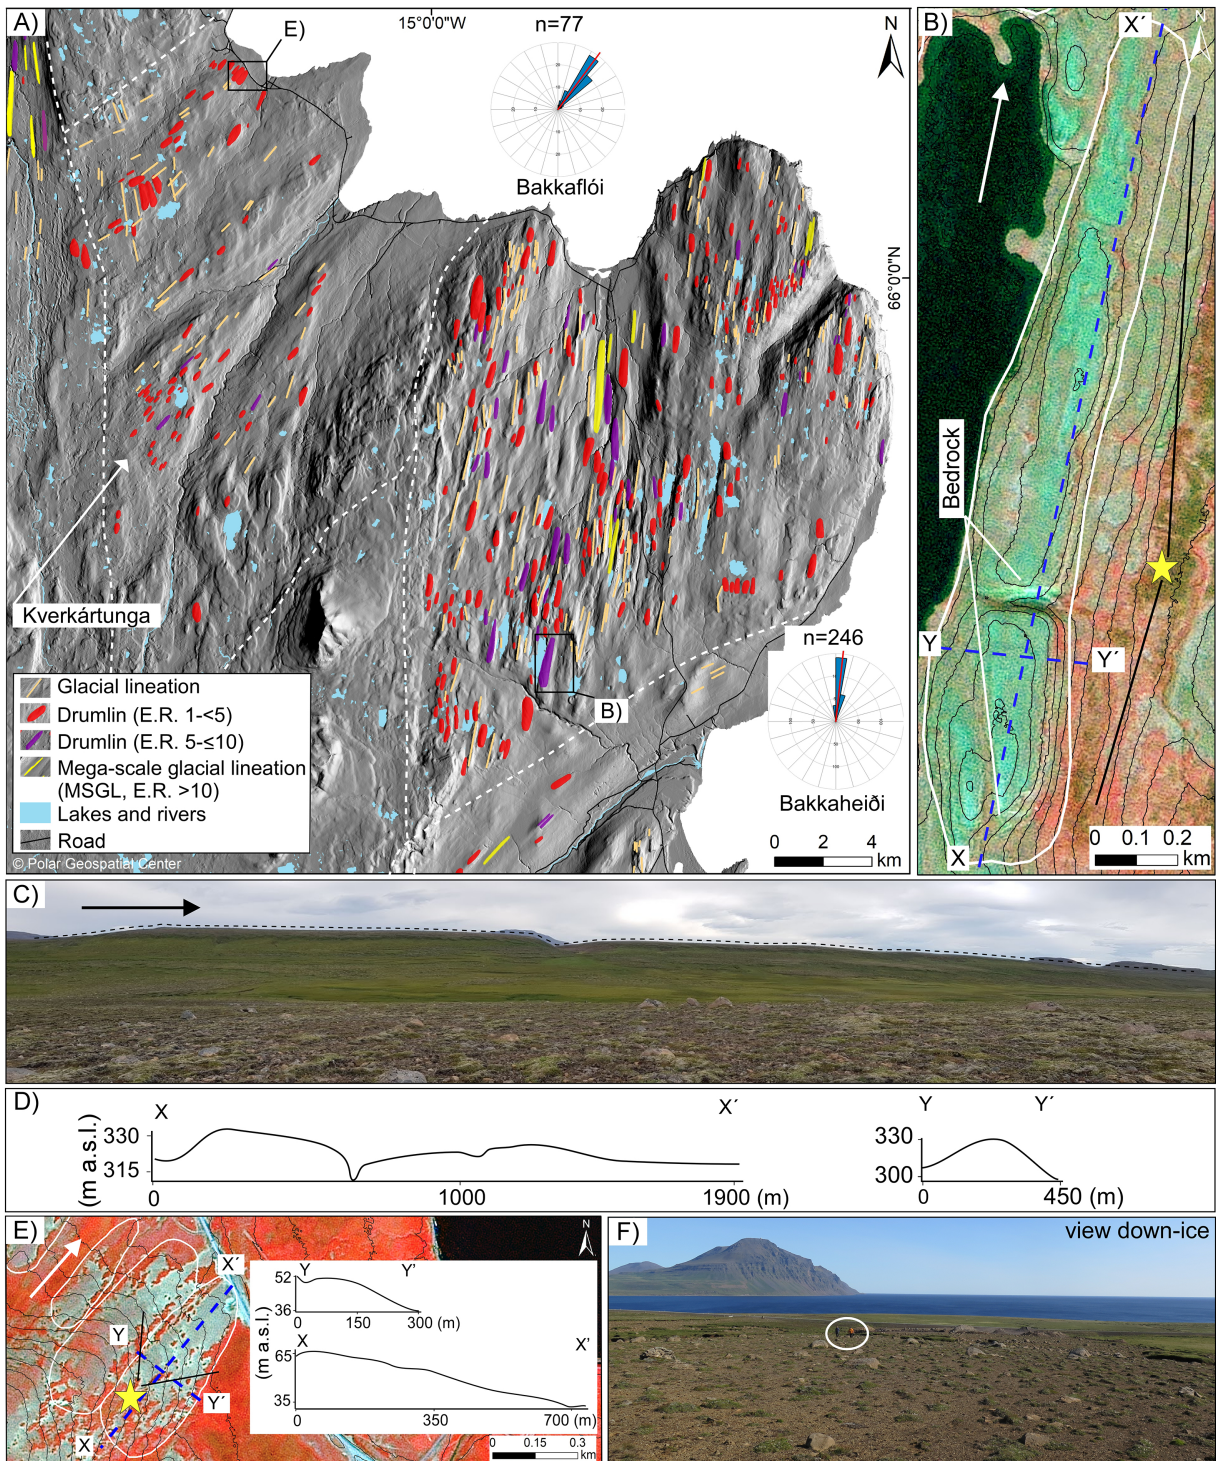 A)
15°0'0"W
n=77
N
E)
Bakkaflói
66°0'0"N
Kverkártunga
n=246
B)
Bakkaheiði
Glacial lineation
Drumlin (E.R. 1-<5)
Drumlin (E.R. 5-≤10)
Mega-scale glacial lineation
(MSGL, E.R. >10)
Lakes and rivers
Road
© Polar Geospatial Center
0 2 4
km
B)
X´
N
Bedrock
Y
Y´
X
0 0.1 0.2
km
C)
D)
X X´
(m a.s.l.)
330
315
0 1000 1900 (m)
Y Y´
330
300
0 450 (m)
E)
N
X´
Y
Y´
X
(m a.s.l.)
Y Y'
52
36
0 150 300 (m)
X X'
65
35
0 350 700 (m)
0 0.15 0.3
km
F)
view down-ice